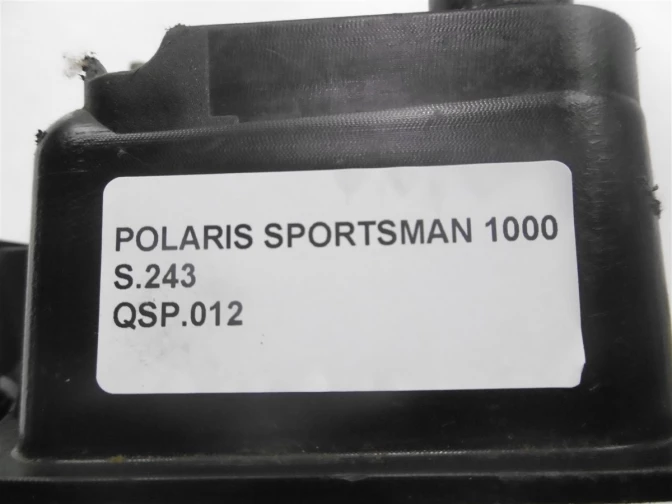 POLARIS SPORTSMAN 1000
S.243
QSP.012